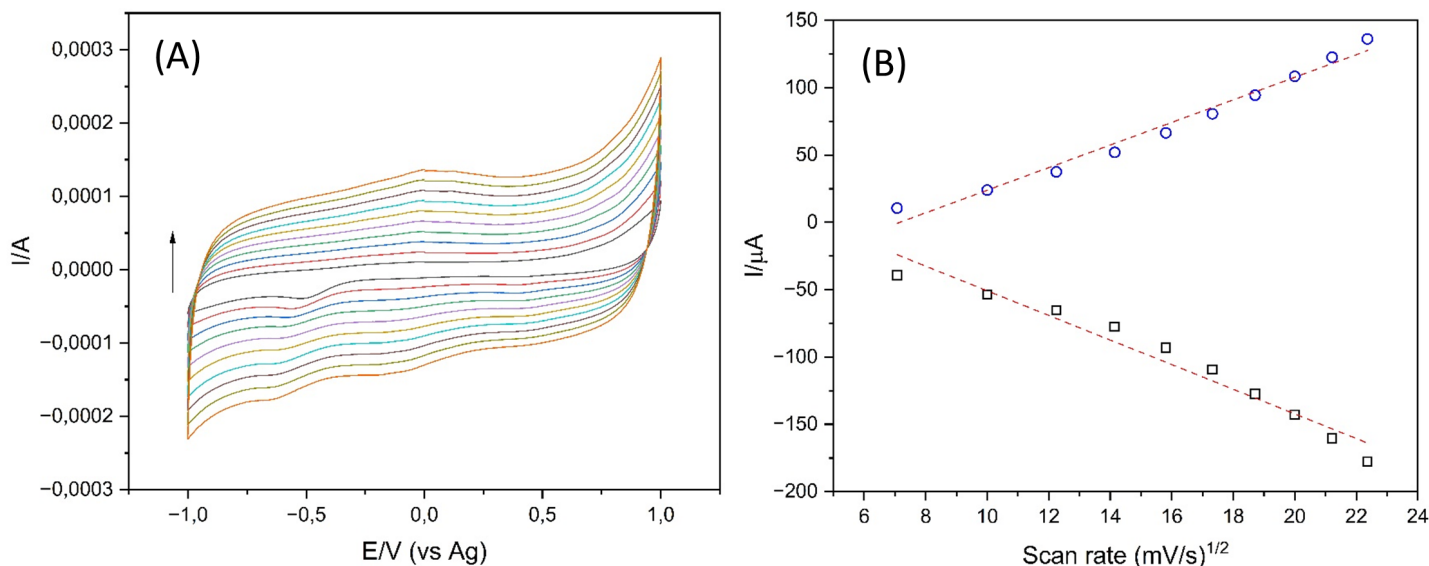 (A)
0,0003
0,0002
0,0001
0,0000
−0,0001
−0,0002
−0,0003
I/A
−1,0 −0,5 0,0 0,5 1,0
E/V (vs Ag)
(B)
150
100
50
0
−50
−100
−150
−200
I/μA
6 8 10 12 14 16 18 20 22 24
Scan rate (mV/s)^1/2